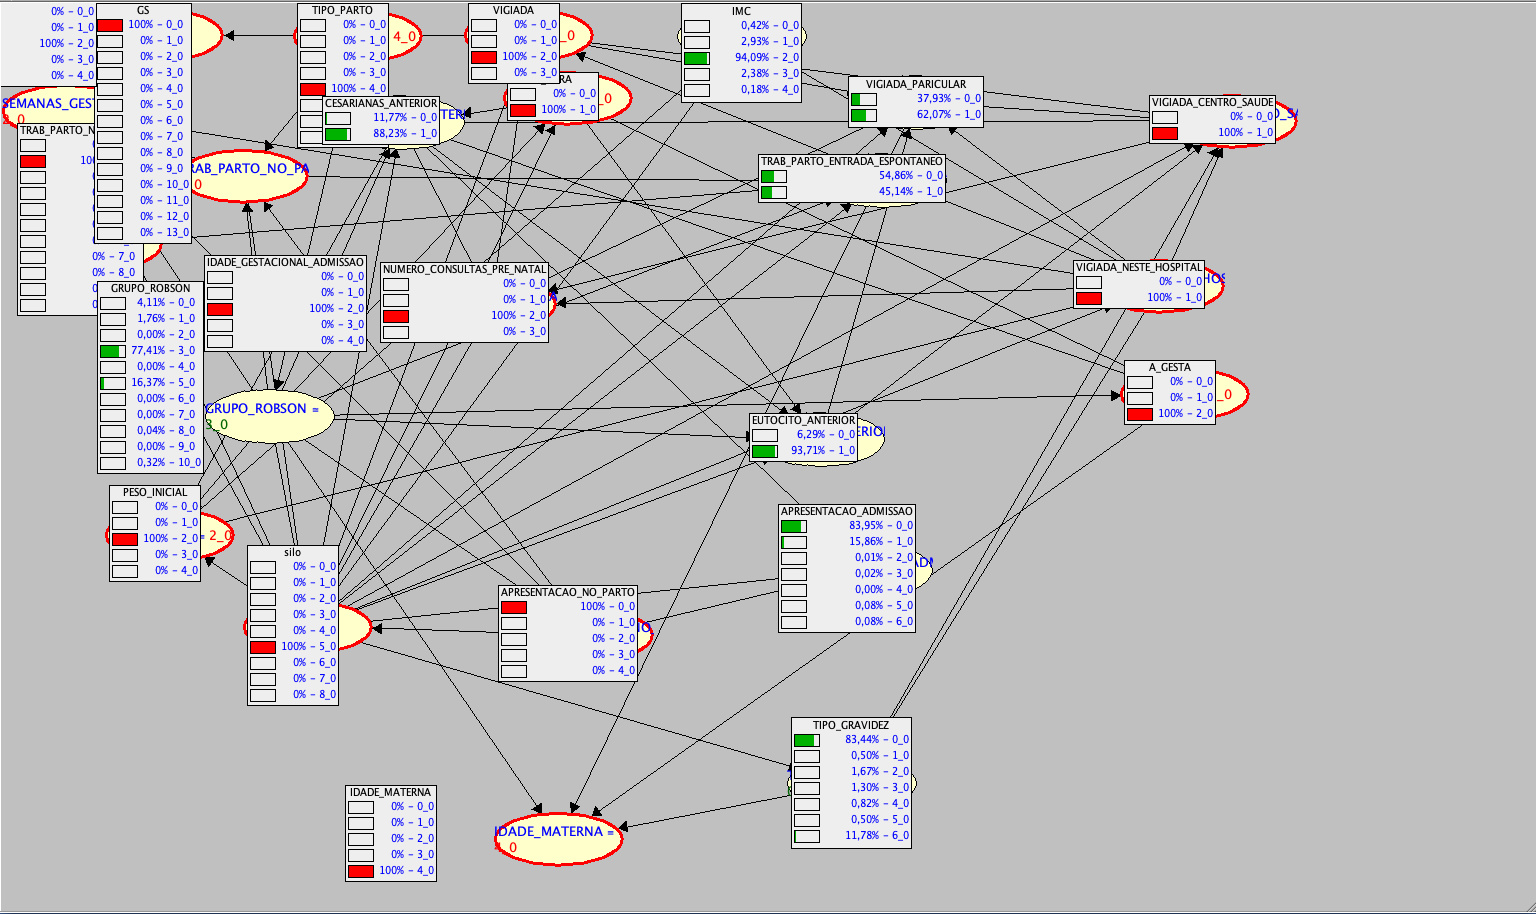 0% - 0_0
0% - 1_0
100% - 2_0
0% - 3_0
0% - 4_0
SEMANAS_GEST
GS
100% - 0_0
0% - 1_0
0% - 2_0
0% - 3_0
0% - 4_0
0% - 5_0
0% - 6_0
0% - 7_0
0% - 8_0
0% - 9_0
0% - 10_0
0% - 11_0
0% - 12_0
0% - 13_0
TIPO_PARTO
0% - 0_0
0% - 1_0
0% - 2_0
0% - 3_0
100% - 4_0
4_0
VIGIADA
0% - 0_0
0% - 1_0
100% - 2_0
0% - 3_0
_0
IMC
0,42% - 0_0
2,93% - 1_0
94,09% - 2_0
2,38% - 3_0
0,18% - 4_0
RA
0% - 0_0
100% - 1_0
_0
VIGIADA_PARICULAR
37,93% - 0_0
62,07% - 1_0
VIGIADA_CENTRO_SAUDE
0% - 0_0
100% - 1_0
CESARIANAS_ANTERIOR
11,77% - 0_0
88,23% - 1_0
TRAB_PARTO_N
10
0% - 7_0
0% - 8_0
RAB_PARTO_NO_PA
0
TRAB_PARTO_ENTRADA_ESPONTANEO
54,86% - 0_0
45,14% - 1_0
IDADE_GESTACIONAL_ADMISSAO
0% - 0_0
0% - 1_0
100% - 2_0
0% - 3_0
0% - 4_0
NUMERO_CONSULTAS_PRE_NATAL
0% - 0_0
0% - 1_0
100% - 2_0
0% - 3_0
VIGIADA_NESTE_HOSPITAL
0% - 0_0
100% - 1_0
GRUPO_ROBSON
4,11% - 0_0
1,76% - 1_0
0,00% - 2_0
77,41% - 3_0
0,00% - 4_0
16,37% - 5_0
0,00% - 6_0
0,00% - 7_0
0,04% - 8_0
0,00% - 9_0
0,32% - 10_0
GRUPO_ROBSON =
3_0
A_GESTA
0% - 0_0
0% - 1_0
100% - 2_0
_0
EUTOCITO_ANTERIOR
6,29% - 0_0
93,71% - 1_0
PESO_INICIAL
0% - 0_0
0% - 1_0
100% - 2_0
0% - 3_0
0% - 4_0
= 2_0
APRESENTACAO_ADMISSAO
83,95% - 0_0
15,86% - 1_0
0,01% - 2_0
0,02% - 3_0
0,00% - 4_0
0,08% - 5_0
0,08% - 6_0
silo
0% - 0_0
0% - 1_0
0% - 2_0
0% - 3_0
0% - 4_0
100% - 5_0
0% - 6_0
0% - 7_0
0% - 8_0
APRESENTACAO_NO_PARTO
100% - 0_0
0% - 1_0
0% - 2_0
0% - 3_0
0% - 4_0
TIPO_GRAVIDEZ
83,44% - 0_0
0,50% - 1_0
1,67% - 2_0
1,30% - 3_0
0,82% - 4_0
0,50% - 5_0
11,78% - 6_0
IDADE_MATERNA
0% - 0_0
0% - 1_0
0% - 2_0
0% - 3_0
100% - 4_0
IDADE_MATERNA =